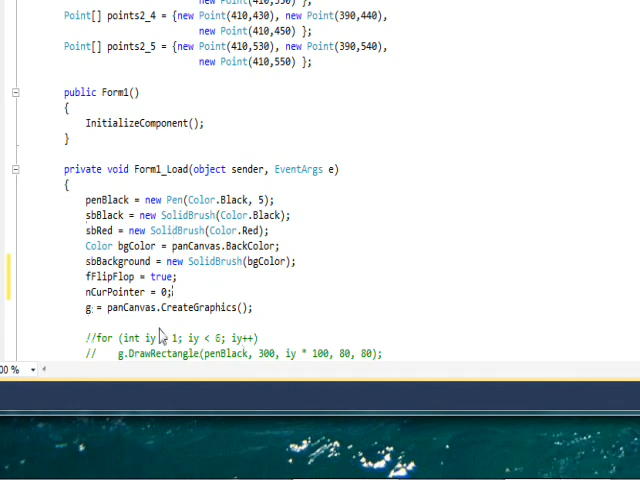 Point[] points2_4 = {new Point(410,430), new Point(390,440),
new Point(410,450) };
Point[] points2_5 = {new Point(410,530), new Point(390,540),
new Point(410,550) };
public Form1()
{
InitializeComponent();
}
private void Form1_Load(object sender, EventArgs e)
{
penBlack = new Pen(Color.Black, 5);
sbBlack = new SolidBrush(Color.Black);
sbRed = new SolidBrush(Color.Red);
Color bgColor = panCanvas.BackColor;
sbBackground = new SolidBrush(bgColor);
fFlipFlop = true;
nCurPointer = 0;
g = panCanvas.CreateGraphics();
//for (int iy = 1; iy < 6; iy++)
//    g.DrawRectangle(penBlack, 300, iy * 100, 80, 80);
00 %